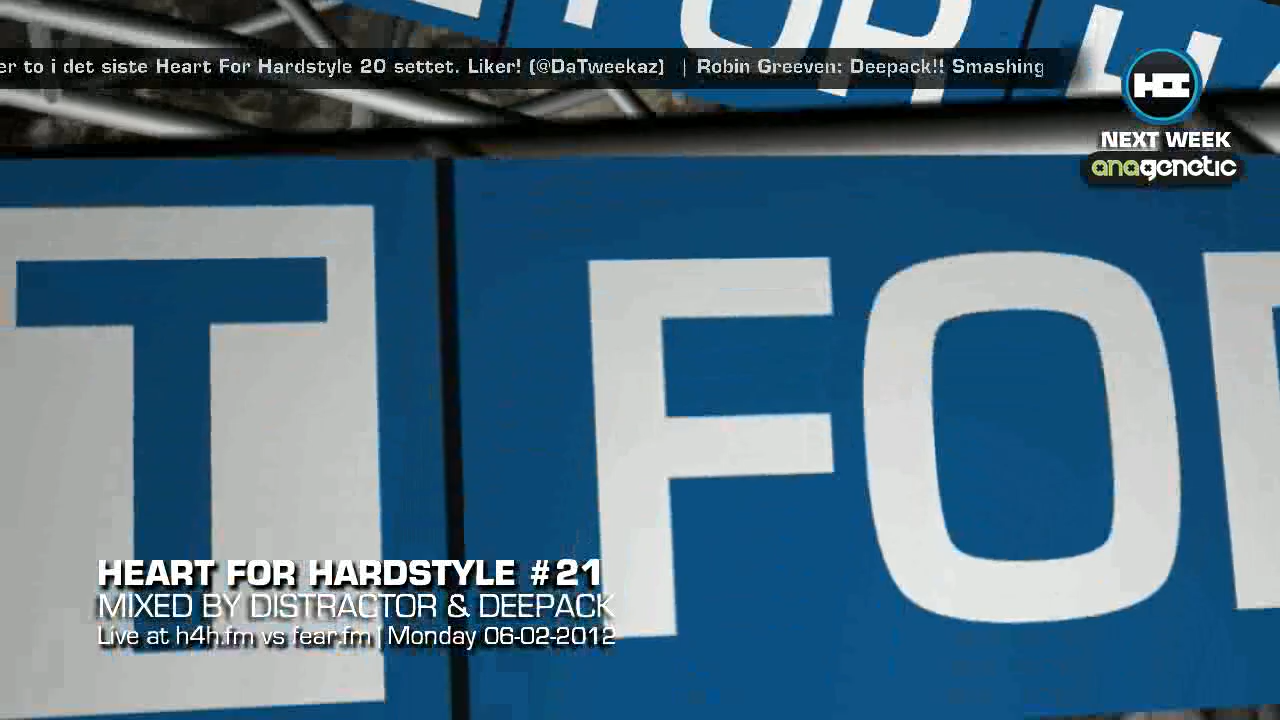 FOR H
er to i det siste Heart For Hardstyle 20 settet. Liker! (@DaTweekaz) | Robin Greeven: Deepack!! Smashing
NEXT WEEK
anagenetic
T FOR
HEART FOR HARDSTYLE #21
MIXED BY DISTRACTOR & DEEPACK
Live at h4h.fm vs fear.fm | Monday 06-02-2012